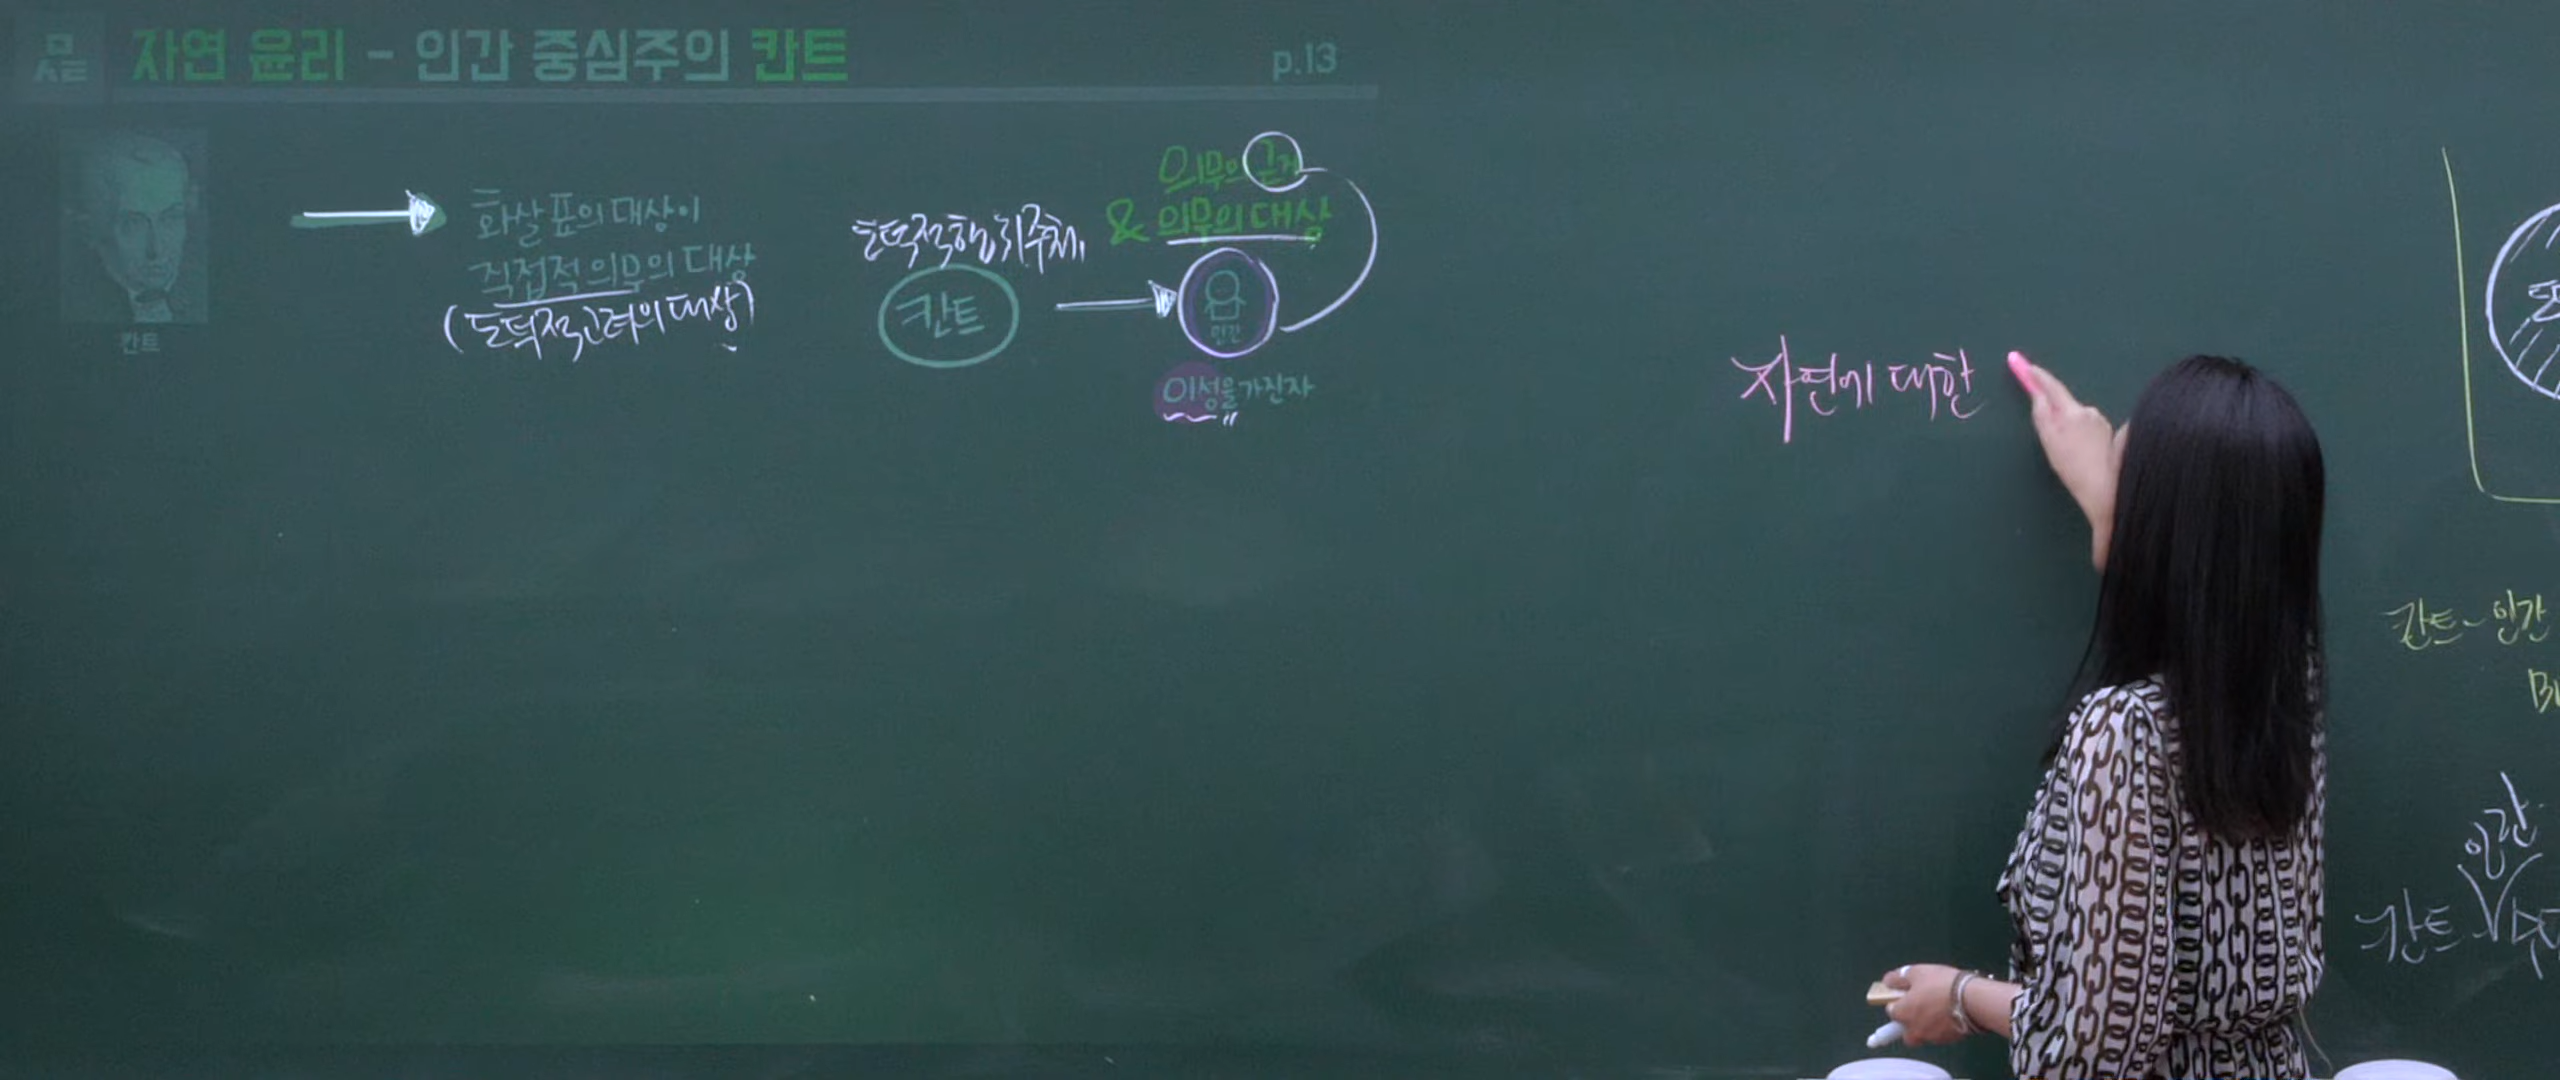 자연 윤리 - 인간 중심주의 칸트
p.13
칸트
화살표의 대상이
직접적 의무의 대상
(도덕적 고려의 대상)
도덕적 행위 주체
칸트
의무의 근거
& 의무의 대상
인간
이성을 가진 자
자연에 대한
칸트 - 인간
인간
칸트